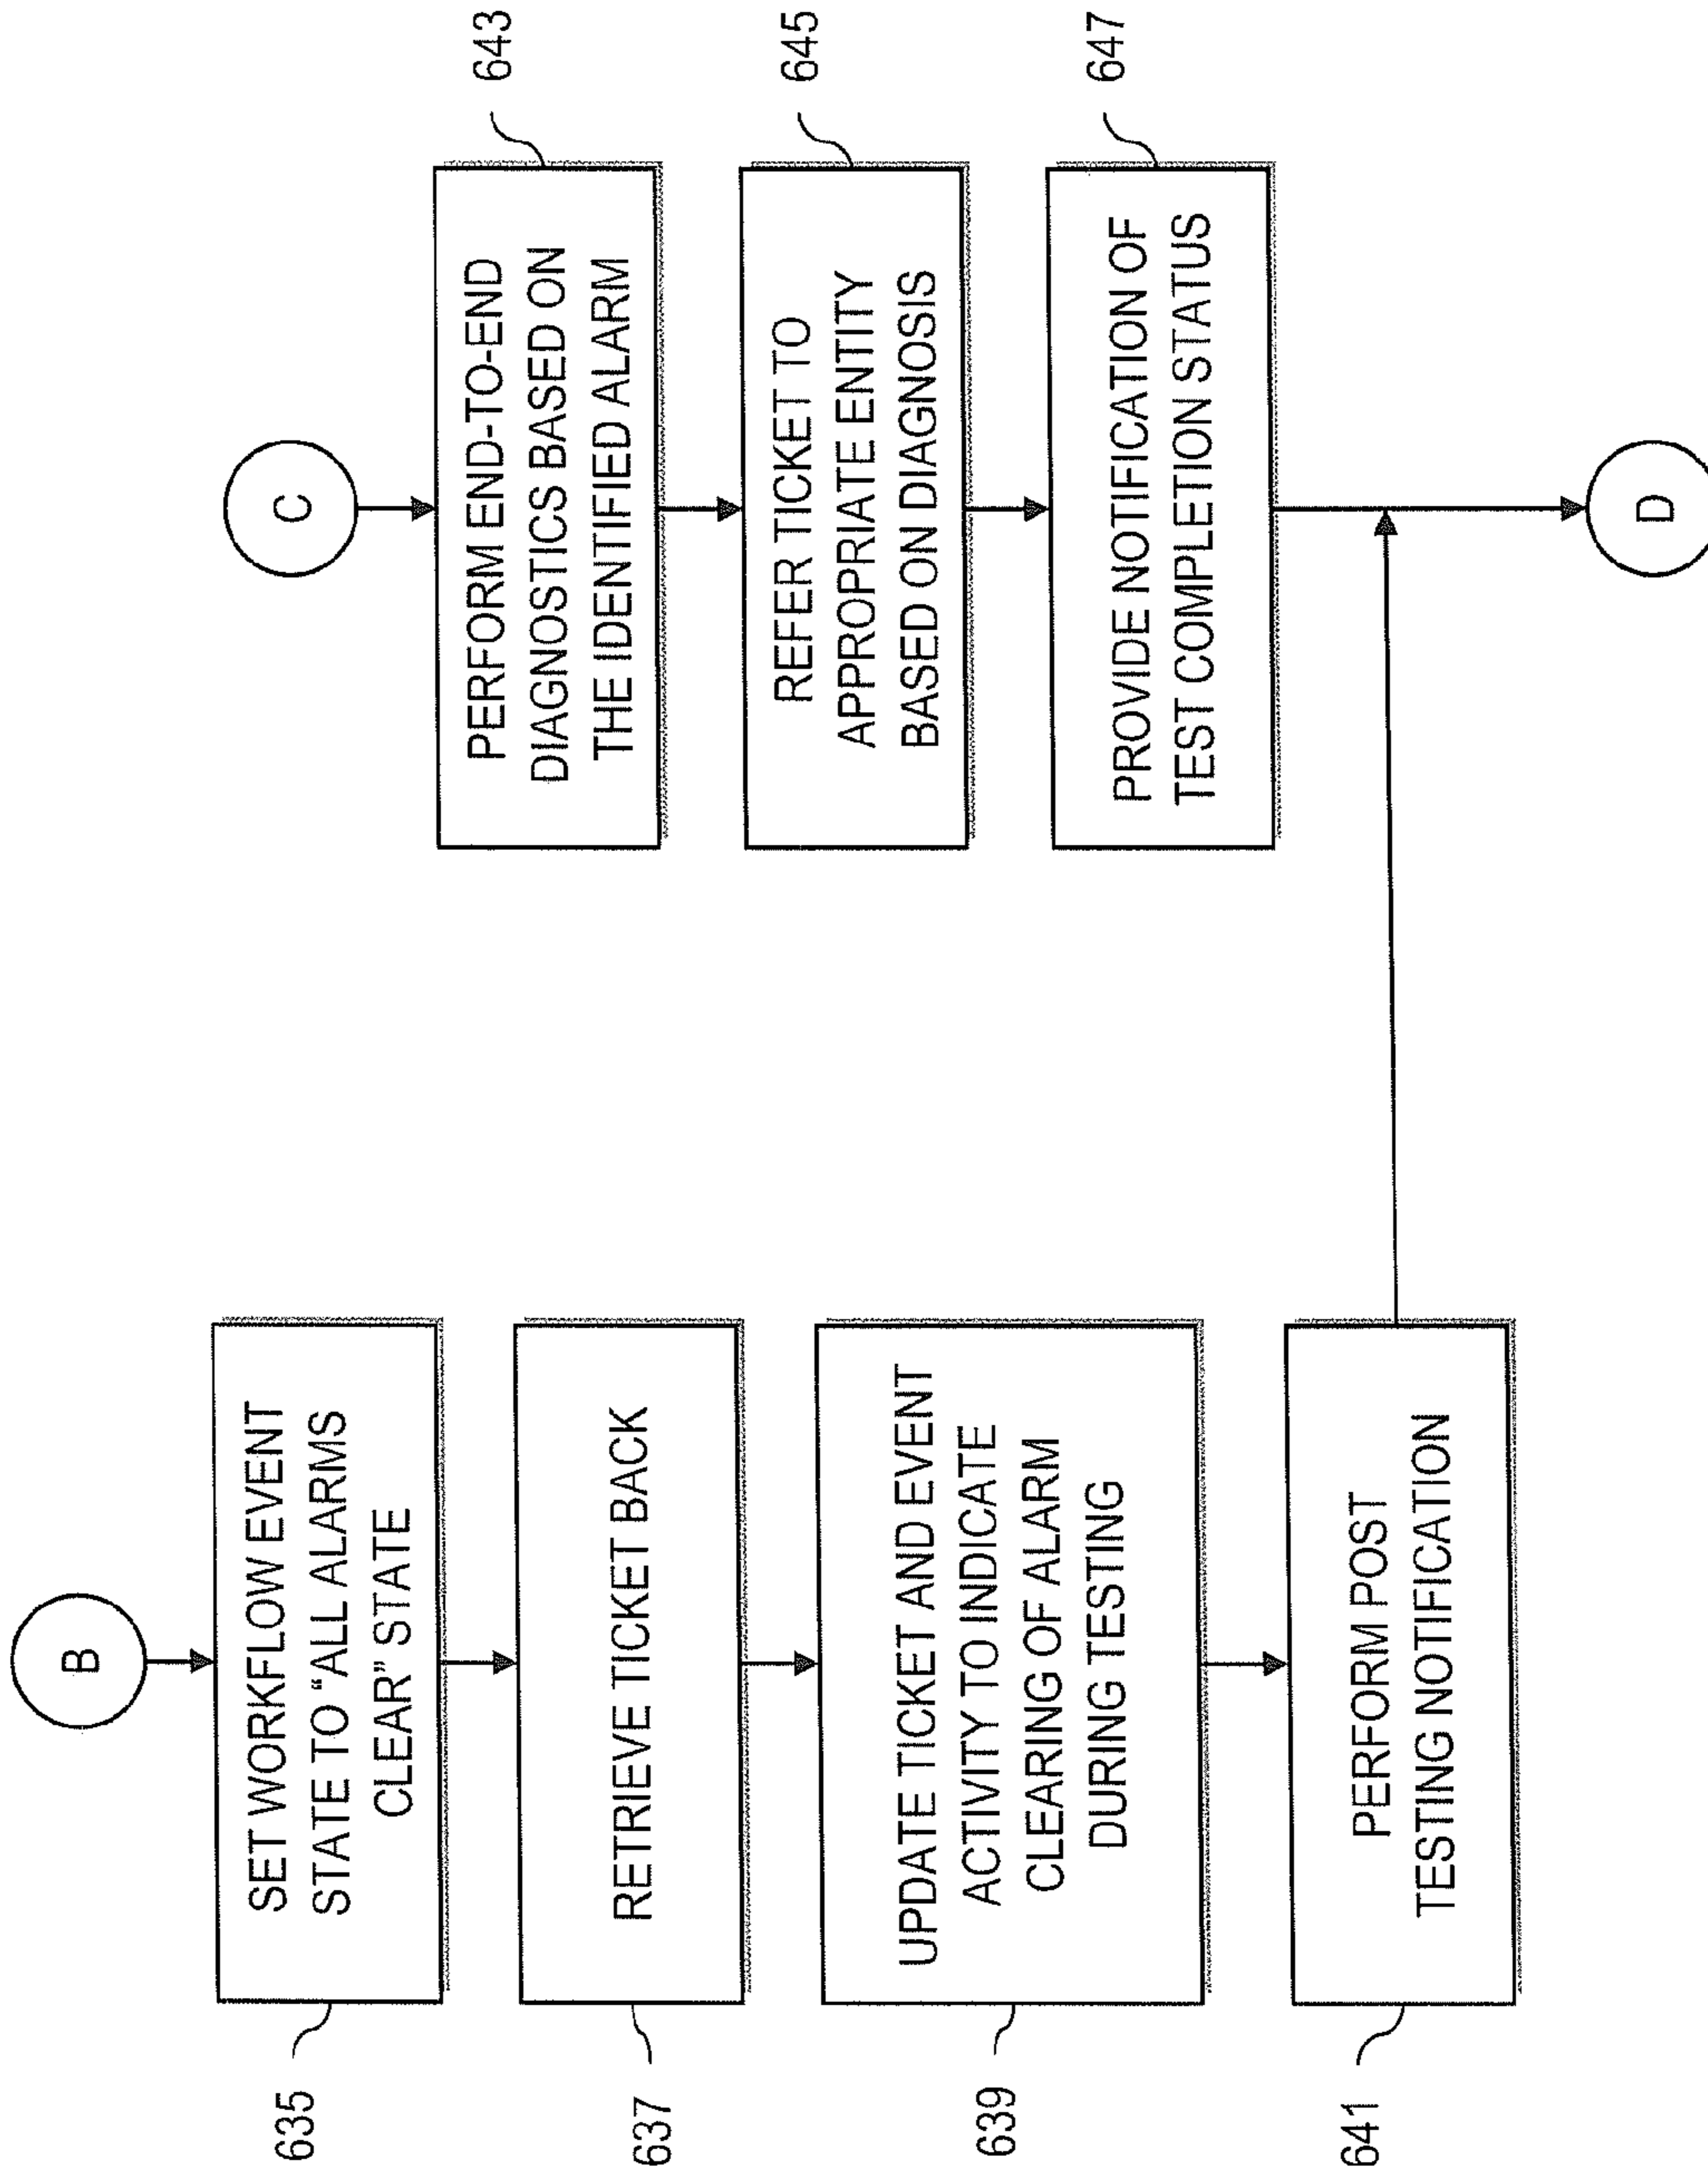 B
SET WORKFLOW EVENT
STATE TO “ALL ALARMS
CLEAR” STATE
635
RETRIEVE TICKET BACK
637
UPDATE TICKET AND EVENT
ACTIVITY TO INDICATE
CLEARING OF ALARM
DURING TESTING
639
PERFORM POST
TESTING NOTIFICATION
641
C
PERFORM END-TO-END
DIAGNOSTICS BASED ON
THE IDENTIFIED ALARM
643
REFER TICKET TO
APPROPRIATE ENTITY
BASED ON DIAGNOSIS
645
PROVIDE NOTIFICATION OF
TEST COMPLETION STATUS
647
D